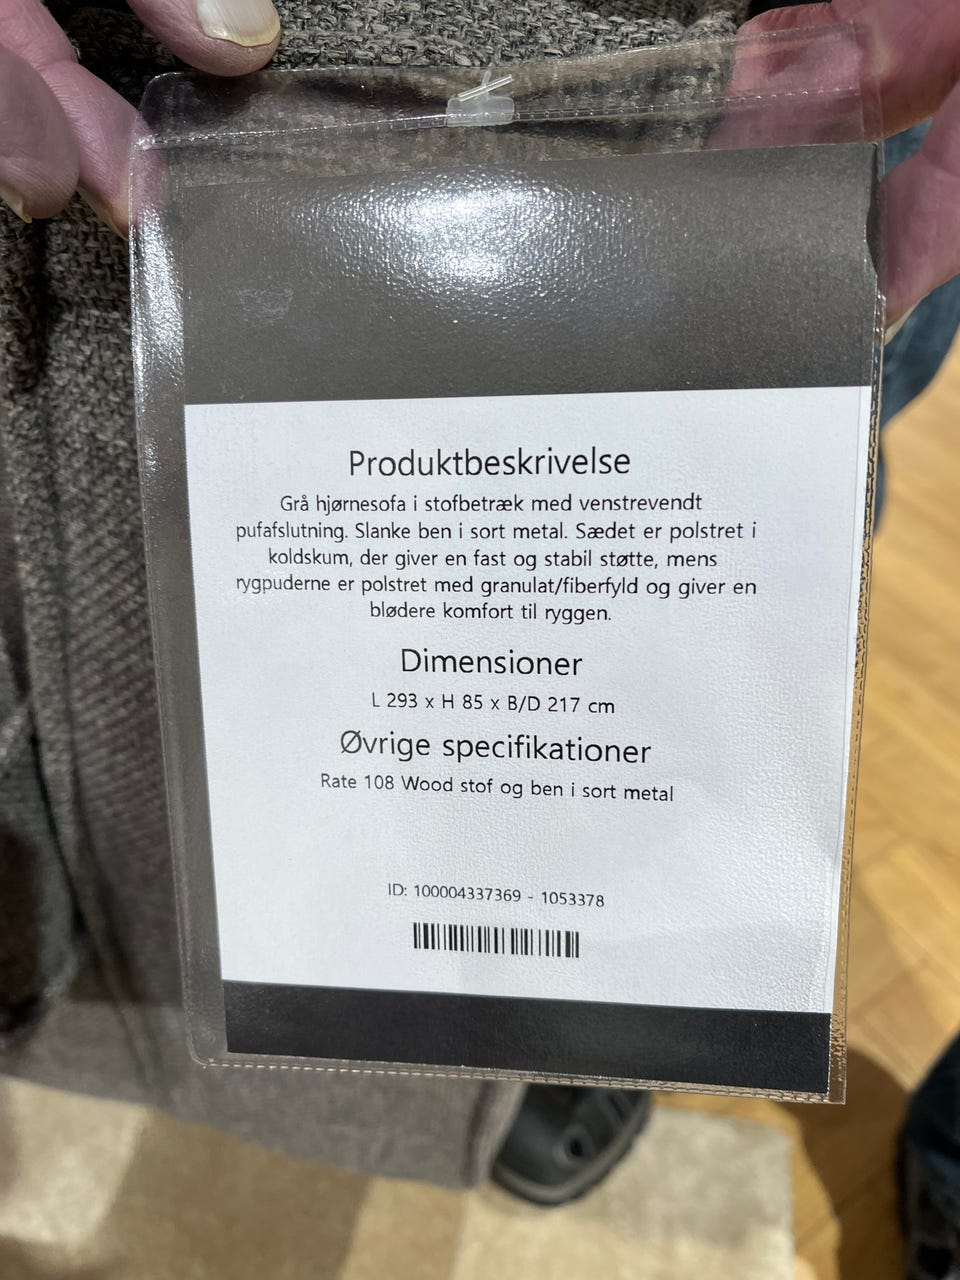 Produktbeskrivelse
Grå hjørnesofa i stofbetræk med venstrevendt
pufafslutning. Slanke ben i sort metal. Sædet er polstret i
koldskum, der giver en fast og stabil støtte, mens
rygpuderne er polstret med granulat/fiberfyld og giver en
blødere komfort til ryggen.
Dimensioner
L 293 x H 85 x B/D 217 cm
Øvrige specifikationer
Rate 108 Wood stof og ben i sort metal
ID: 100004337369 - 1053378